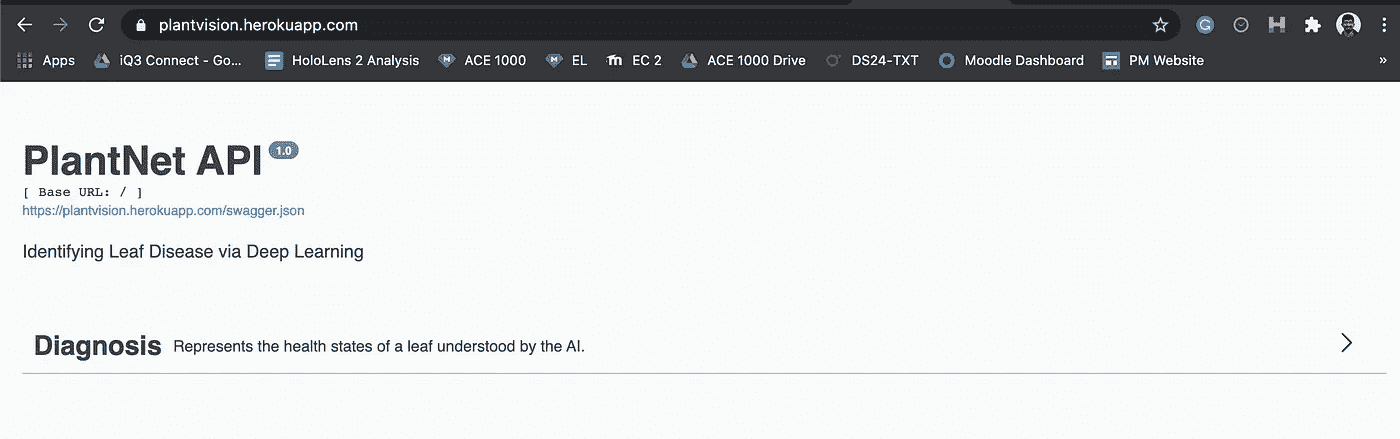 plantvision.herokuapp.com
Apps iQ3 Connect - Go... HoloLens 2 Analysis ACE 1000 EL EC 2 ACE 1000 Drive DS24-TXT Moodle Dashboard PM Website »
PlantNet API 1.0
[ Base URL: / ]
https://plantvision.herokuapp.com/swagger.json
Identifying Leaf Disease via Deep Learning
Diagnosis Represents the health states of a leaf understood by the AI.